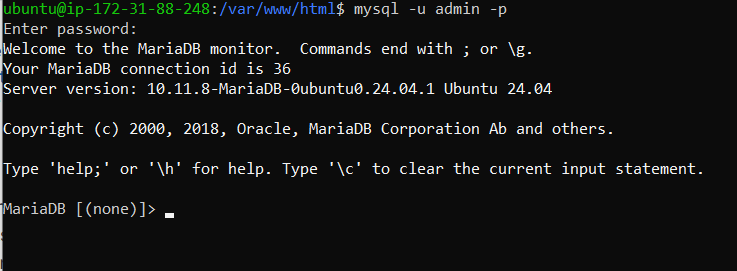 ubuntu@ip-172-31-88-248:/var/www/html$ mysql -u admin -p
Enter password:
Welcome to the MariaDB monitor.  Commands end with ; or \g.
Your MariaDB connection id is 36
Server version: 10.11.8-MariaDB-0ubuntu0.24.04.1 Ubuntu 24.04
Copyright (c) 2000, 2018, Oracle, MariaDB Corporation Ab and others.
Type 'help;' or '\h' for help. Type '\c' to clear the current input statement.
MariaDB [(none)]>